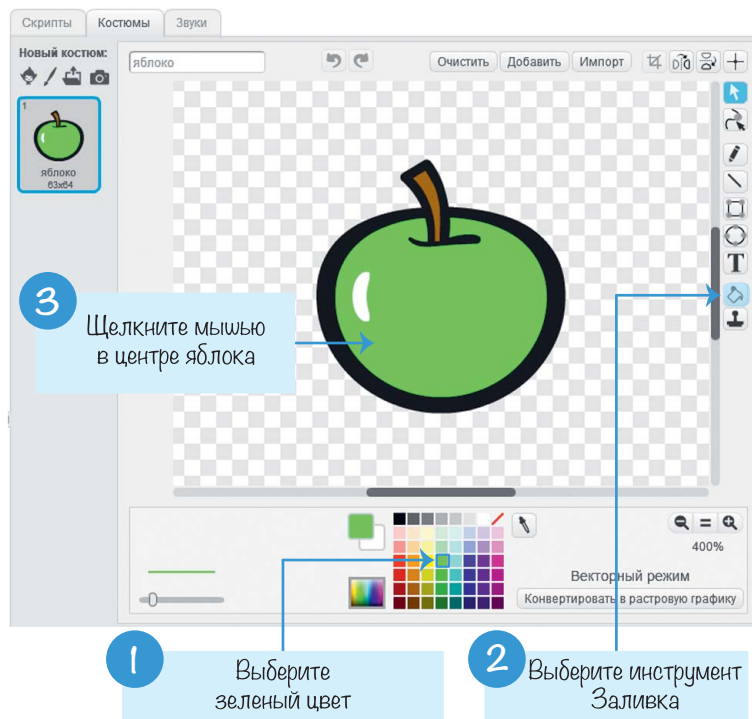 Скрипты Костюмы Звуки
Новый костюм:
яблоко
Очистить Добавить Импорт
1
яблоко
63x64
T
3
Щелкните мышью
в центре яблока
400%
Векторный режим
Конвертировать в растровую графику
1
Выберите
зеленый цвет
2
Выберите инструмент
Заливка